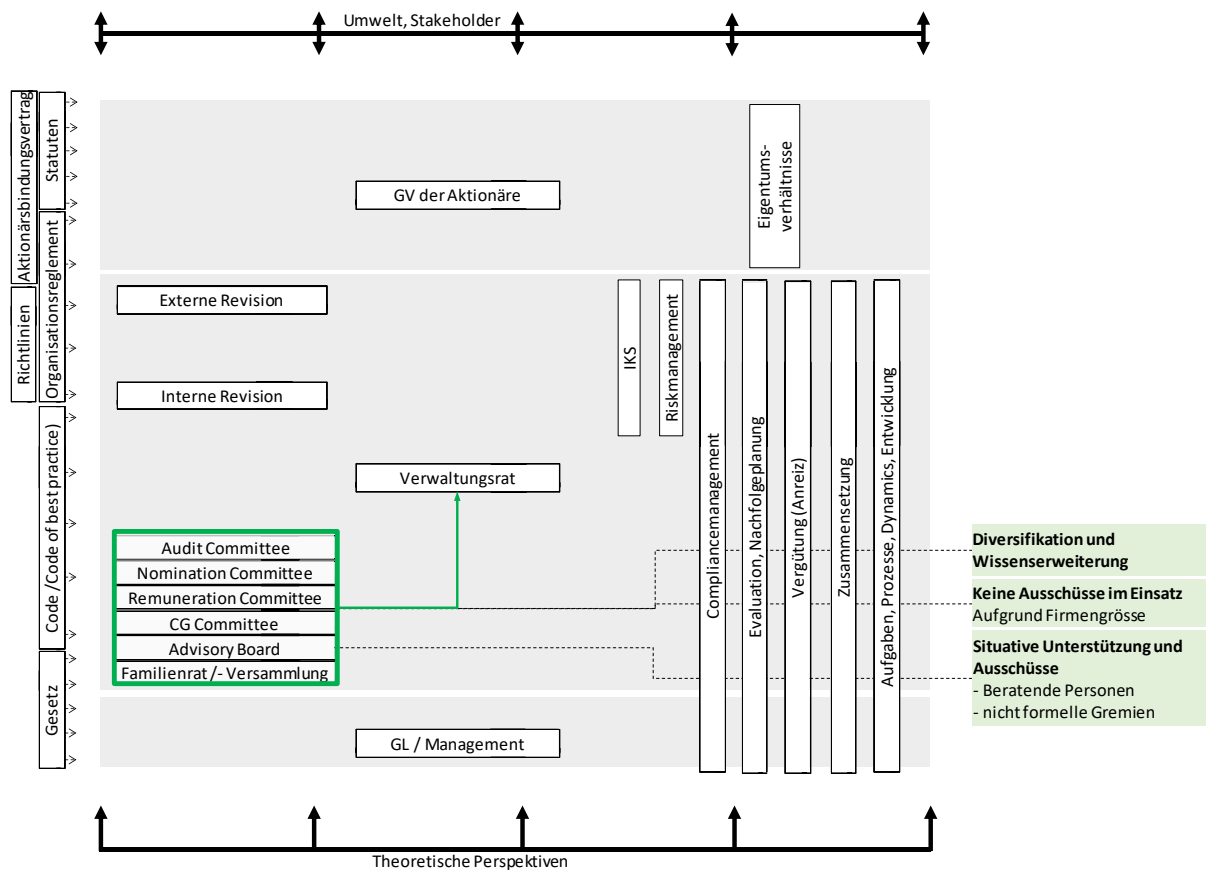 Umwelt, Stakeholder
Aktionärsbindungsvertrag
Statuten
Richtlinien
Organisationsreglement
Code /Code of best practice)
Gesetz
GV der Aktionäre
Eigentums-
verhältnisse
Externe Revision
Interne Revision
IKS
Riskmanagement
Compliancemanagement
Evaluation, Nachfolgeplanung
Vergütung (Anreiz)
Zusammensetzung
Aufgaben, Prozesse, Dynamics, Entwicklung
Verwaltungsrat
Audit Committee
Nomination Committee
Remuneration Committee
CG Committee
Advisory Board
Familienrat /- Versammlung
Diversifikation und
Wissenserweiterung
Keine Ausschüsse im Einsatz
Aufgrund Firmengrösse
Situative Unterstützung und
Ausschüsse
- Beratende Personen
- nicht formelle Gremien
GL / Management
Theoretische Perspektiven